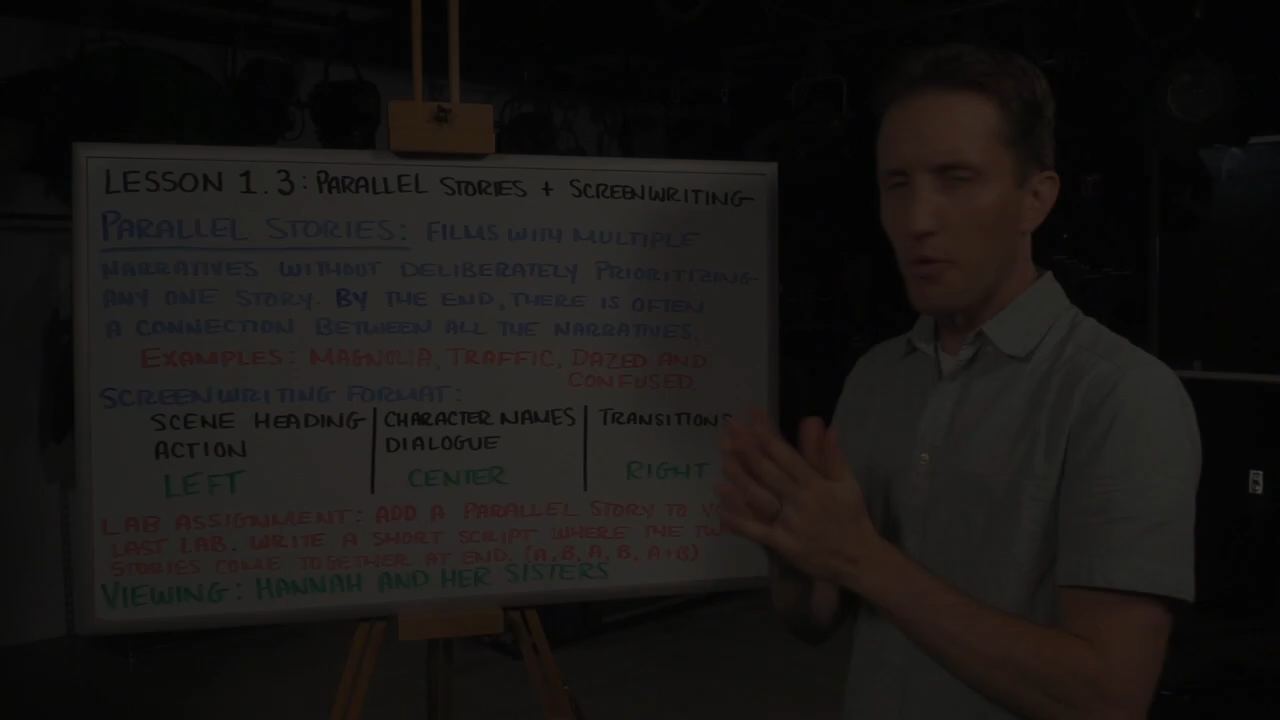 LESSON 1.3: PARALLEL STORIES + SCREENWRITING
PARALLEL STORIES: FILMS WITH MULTIPLE
NARRATIVES WITHOUT DELIBERATELY PRIORITIZING
ANY ONE STORY. BY THE END, THERE IS OFTEN
A CONNECTION BETWEEN ALL THE NARRATIVES.
EXAMPLES: MAGNOLIA, TRAFFIC, DAZED AND
CONFUSED.
SCREENWRITING FORMAT:
SCENE HEADING CHARACTER NAMES TRANSITIONS
ACTION DIALOGUE
LEFT CENTER RIGHT
LAB ASSIGNMENT: ADD A PARALLEL STORY TO
LAST LAB. WRITE A SHORT SCRIPT WHERE THE
STORIES COME TOGETHER AT END. (A, B, A, B, A+B)
VIEWING: HANNAH AND HER SISTERS